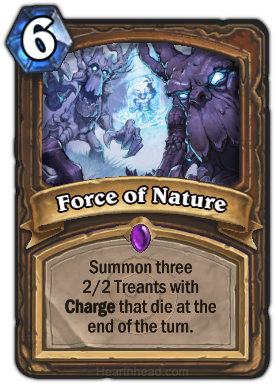 6
Force of Nature
Summon three
2/2 Treants with
Charge that die at the
end of the turn.
Hearthhead.com